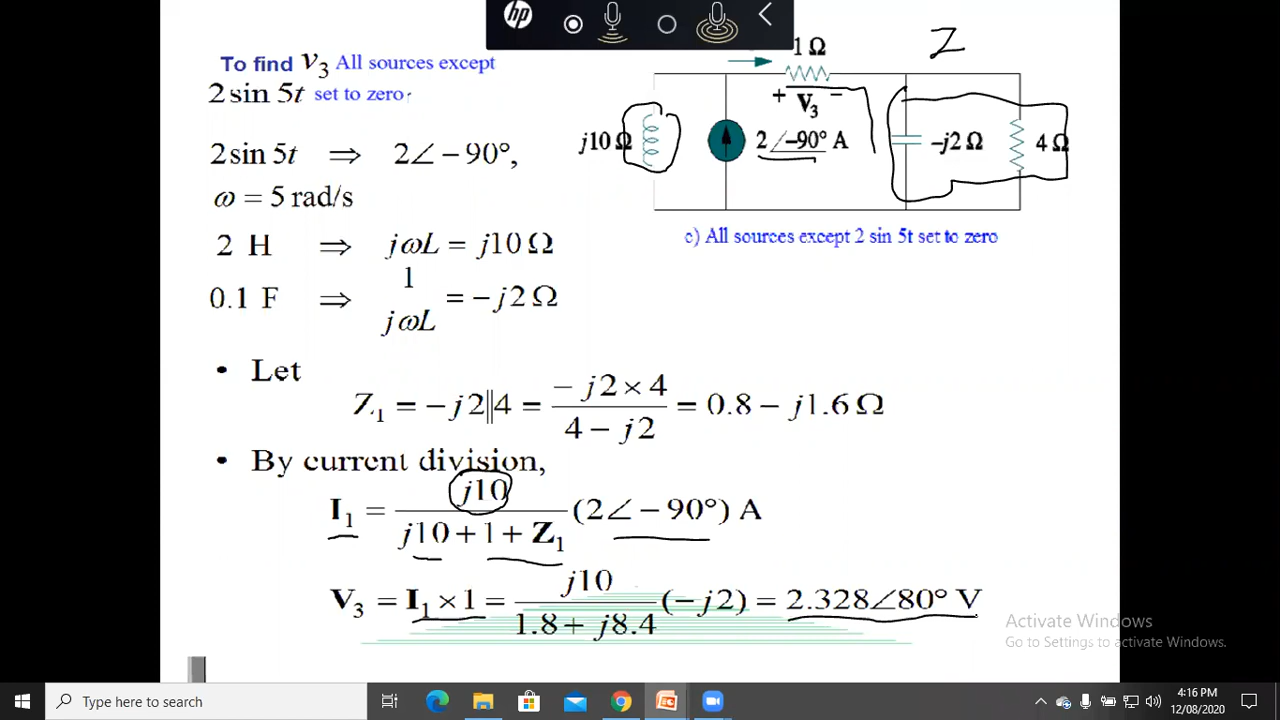 hp
To find v₃ All sources except
2 sin 5t set to zero
2 sin 5t ⇒ 2∠−90°,
ω = 5 rad/s
2 H ⇒ jωL = j10 Ω
0.1 F ⇒ 1/jωL = −j2 Ω
1 Ω
Z
+ V₃ −
j10 Ω
2∠−90° A
−j2 Ω
4 Ω
c) All sources except 2 sin 5t set to zero
• Let
Z₁ = −j2||4 = (−j2 × 4)/(4 − j2) = 0.8 − j1.6 Ω
• By current division,
I₁ = j10/(j10 + 1 + Z₁) (2∠−90°) A
V₃ = I₁ × 1 = j10/(1.8 + j8.4) (−j2) = 2.328∠80° V
Activate Windows
Go to Settings to activate Windows.
Type here to search
4:16 PM
12/08/2020